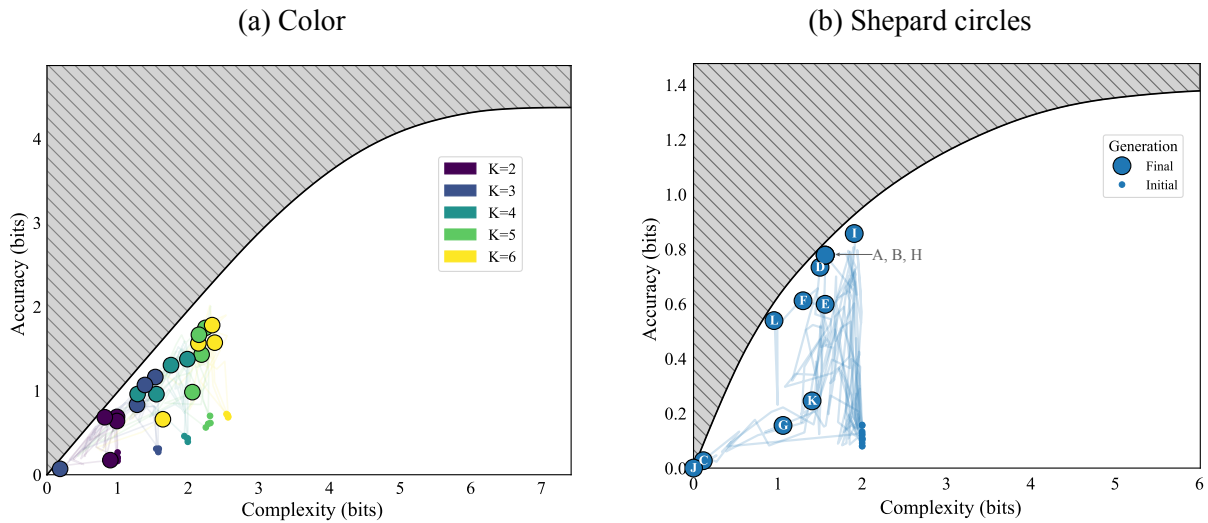 (a) Color
(b) Shepard circles
Accuracy (bits)
4
3
2
1
0
K=2
K=3
K=4
K=5
K=6
0 1 2 3 4 5 6 7
Complexity (bits)
Accuracy (bits)
1.4
1.2
1.0
0.8
0.6
0.4
0.2
0.0
Generation
Final
Initial
I
A, B, H
D
F
E
L
K
G
C
J
0 1 2 3 4 5 6
Complexity (bits)